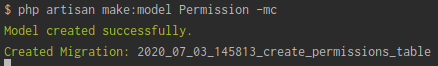 $ php artisan make:model Permission -mc
Model created successfully.
Created Migration: 2020_07_03_145813_create_permissions_table